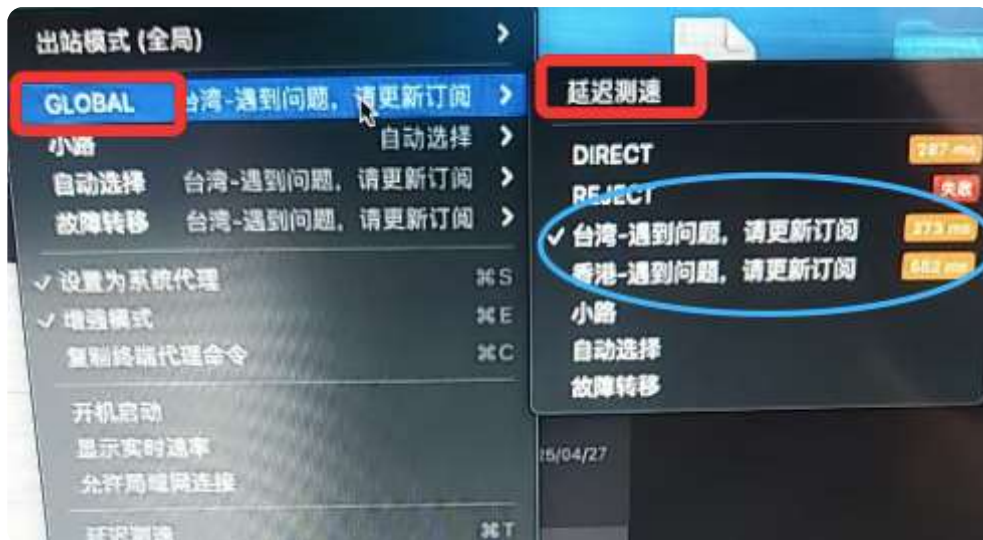 出站模式 (全局)
GLOBAL 台湾-遇到问题，请更新订阅
小路 自动选择
自动选择 台湾-遇到问题，请更新订阅
故障转移 台湾-遇到问题，请更新订阅
✓ 设置为系统代理 ⌘S
✓ 增强模式 ⌘E
复制终端代理命令 ⌘C
开机启动
显示实时速率
允许局域网连接
延迟测速 ⌘T
延迟测速
DIRECT 287 ms
REJECT 失败
✓ 台湾-遇到问题，请更新订阅 273 ms
香港-遇到问题，请更新订阅 682 ms
小路
自动选择
故障转移
25/04/27